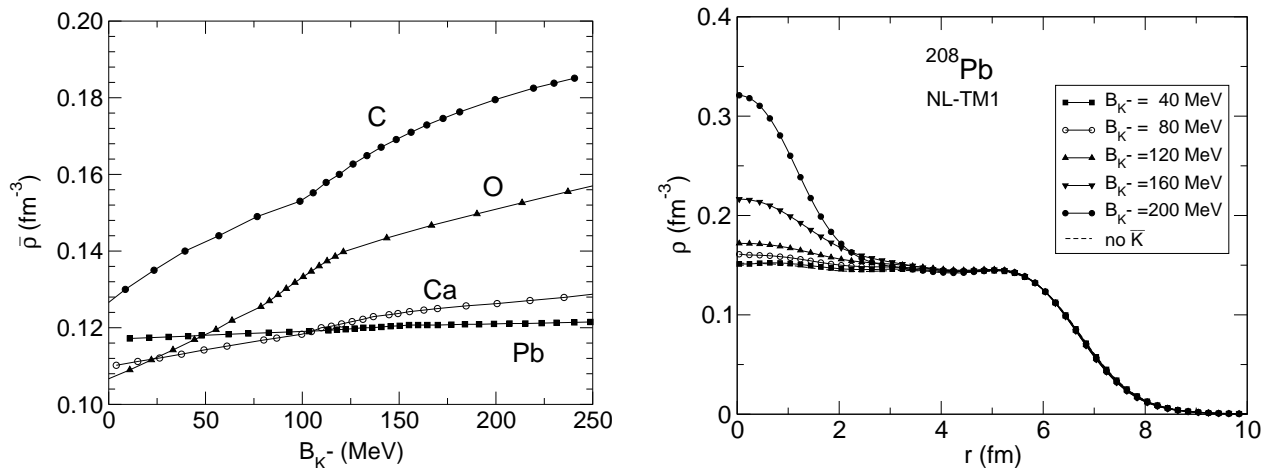 0.20
0.18
0.16
0.14
0.12
0.10
ρ̄ (fm⁻³)
C
O
Ca
Pb
0 50 100 150 200 250
B_K- (MeV)
0.4
0.3
0.2
0.1
0
ρ (fm⁻³)
²⁰⁸Pb
NL-TM1
B_K- = 40 MeV
B_K- = 80 MeV
B_K- =120 MeV
B_K- =160 MeV
B_K- =200 MeV
no K̄
0 2 4 6 8 10
r (fm)